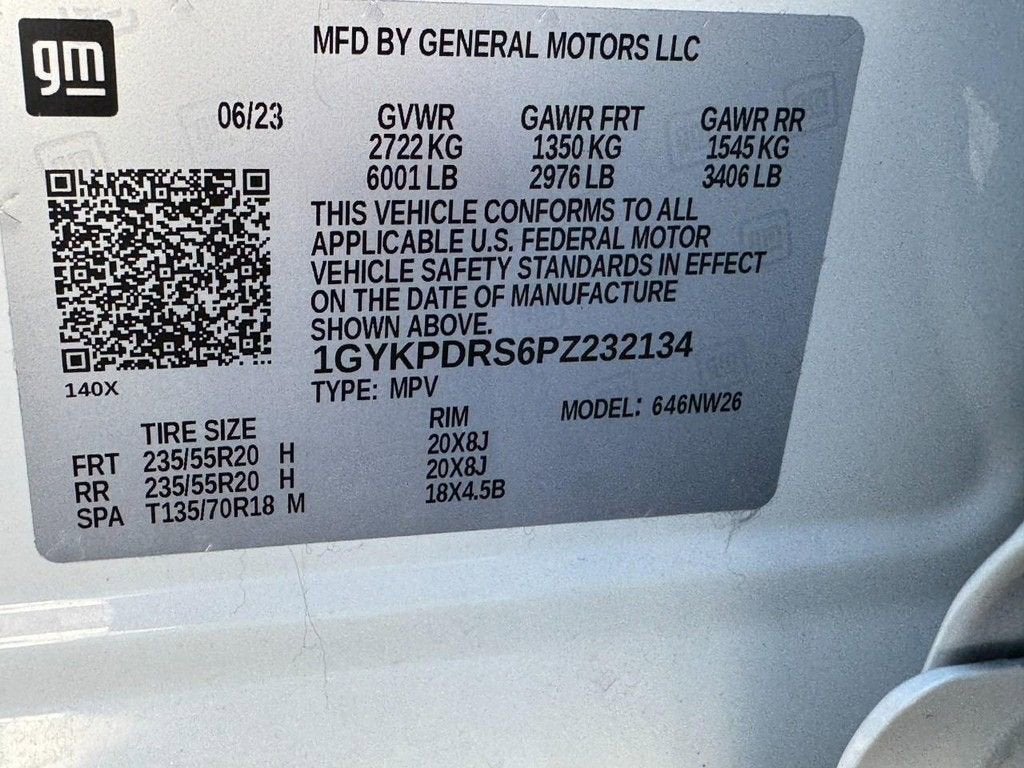 gm
MFD BY GENERAL MOTORS LLC
06/23 GVWR GAWR FRT GAWR RR
2722 KG 1350 KG 1545 KG
6001 LB 2976 LB 3406 LB
THIS VEHICLE CONFORMS TO ALL
APPLICABLE U.S. FEDERAL MOTOR
VEHICLE SAFETY STANDARDS IN EFFECT
ON THE DATE OF MANUFACTURE
SHOWN ABOVE.
1GYKPDRS6PZ232134
140X
TYPE: MPV
MODEL: 646NW26
TIRE SIZE RIM
FRT 235/55R20 H 20X8J
RR 235/55R20 H 20X8J
SPA T135/70R18 M 18X4.5B